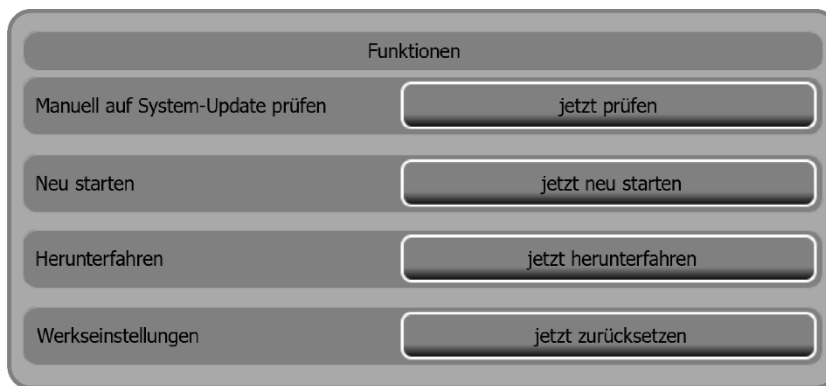 Funktionen
Manuell auf System-Update prüfen jetzt prüfen
Neu starten jetzt neu starten
Herunterfahren jetzt herunterfahren
Werkseinstellungen jetzt zurücksetzen